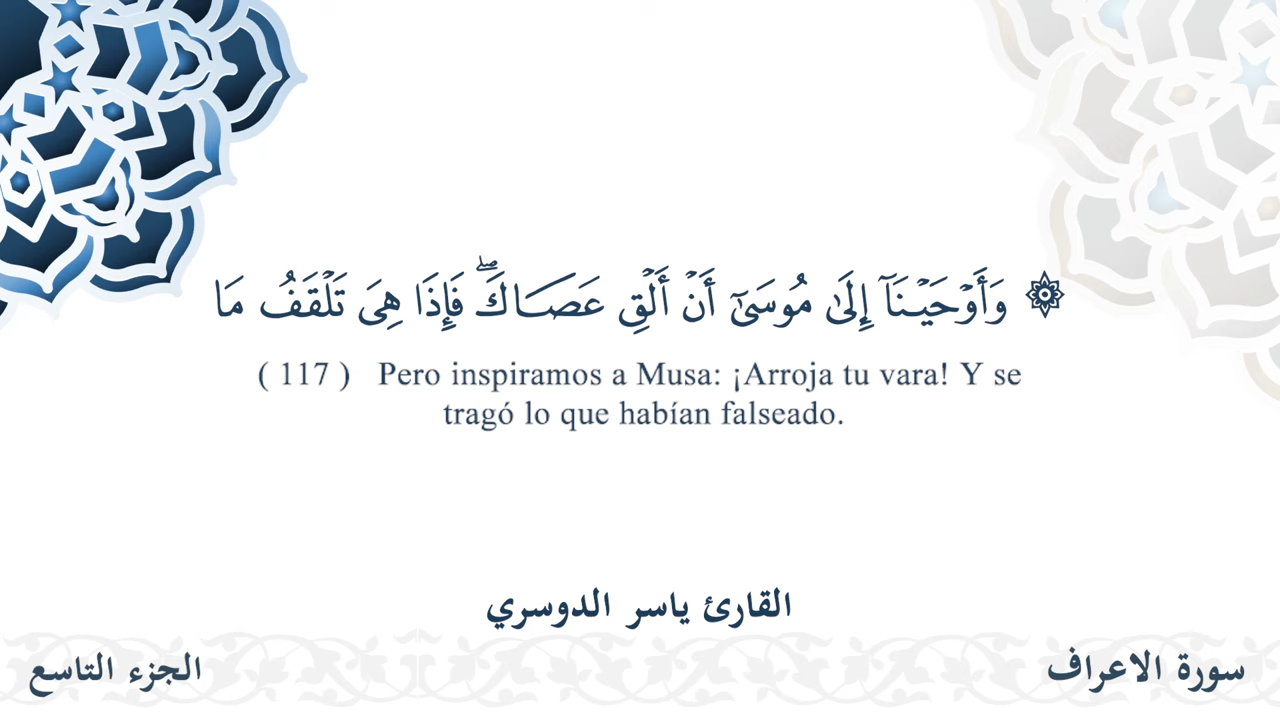 ۞ وَأَوۡحَيۡنَآ إِلَىٰ مُوسَىٰٓ أَنۡ أَلۡقِ عَصَاكَۖ فَإِذَا هِيَ تَلۡقَفُ مَا
( 117 ) Pero inspiramos a Musa: ¡Arroja tu vara! Y se
tragó lo que habían falseado.
القارئ ياسر الدوسري
سورة الاعراف
الجزء التاسع